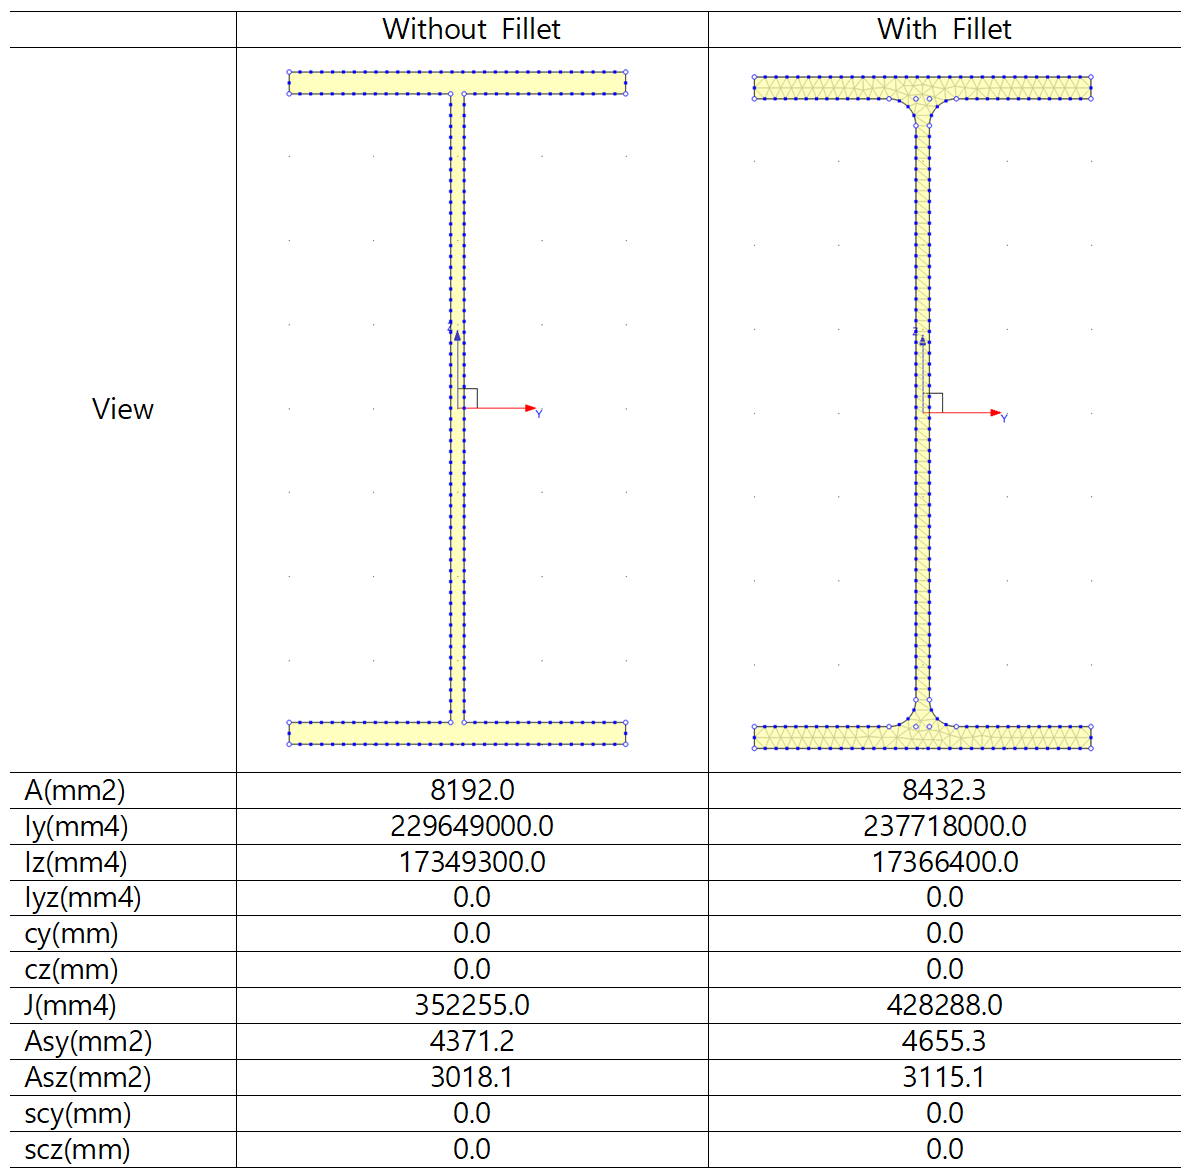 Without Fillet With Fillet
View
Z Y
Z Y
A(mm2) 8192.0 8432.3
Iy(mm4) 229649000.0 237718000.0
Iz(mm4) 17349300.0 17366400.0
Iyz(mm4) 0.0 0.0
cy(mm) 0.0 0.0
cz(mm) 0.0 0.0
J(mm4) 352255.0 428288.0
Asy(mm2) 4371.2 4655.3
Asz(mm2) 3018.1 3115.1
scy(mm) 0.0 0.0
scz(mm) 0.0 0.0